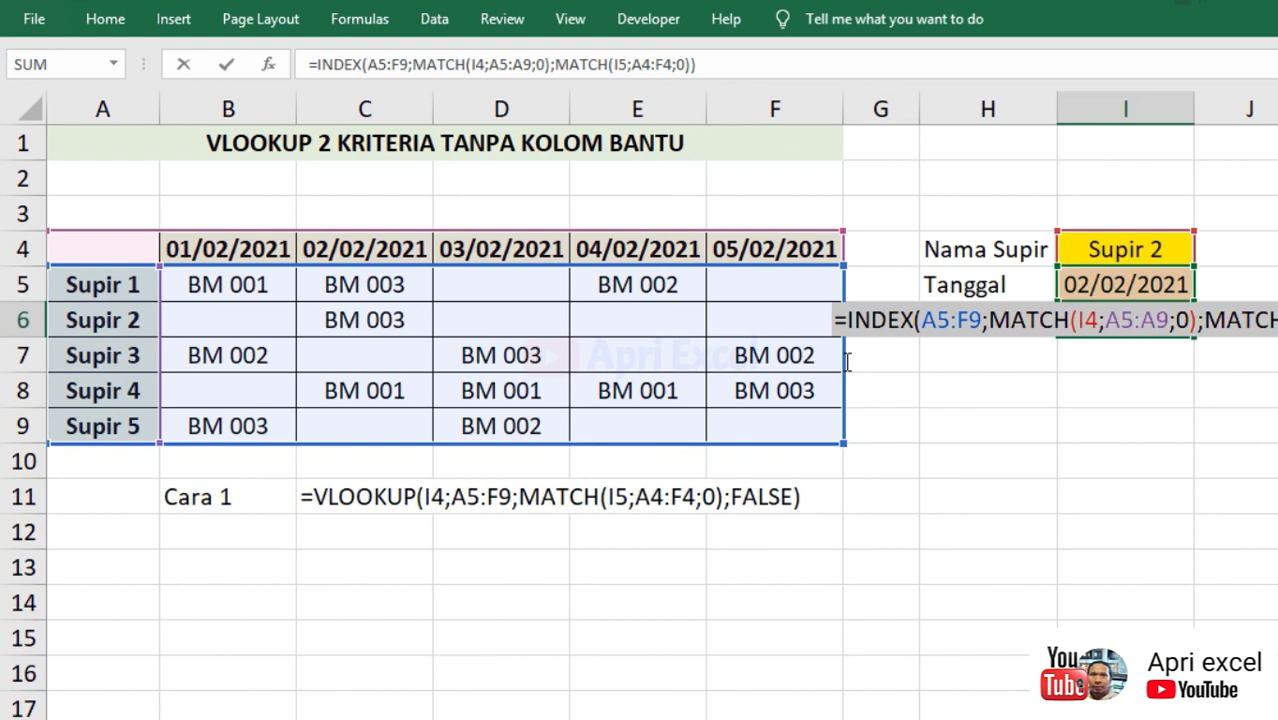 File Home Insert Page Layout Formulas Data Review View Developer Help Tell me what you want to do
SUM =INDEX(A5:F9;MATCH(I4;A5:A9;0);MATCH(I5;A4:F4;0))
A B C D E F G H I J
1 VLOOKUP 2 KRITERIA TANPA KOLOM BANTU
2
3
4 01/02/2021 02/02/2021 03/02/2021 04/02/2021 05/02/2021 Nama Supir Supir 2
5 Supir 1 BM 001 BM 003 BM 002 Tanggal 02/02/2021
6 Supir 2 BM 003 =INDEX(A5:F9;MATCH(I4;A5:A9;0);MATCH
7 Supir 3 BM 002 BM 003 BM 002
Apri Excel
8 Supir 4 BM 001 BM 001 BM 001 BM 003
9 Supir 5 BM 003 BM 002
10
11 Cara 1 =VLOOKUP(I4;A5:F9;MATCH(I5;A4:F4;0);FALSE)
12
13
14
15
16
17
You Tube
Apri excel
YouTube